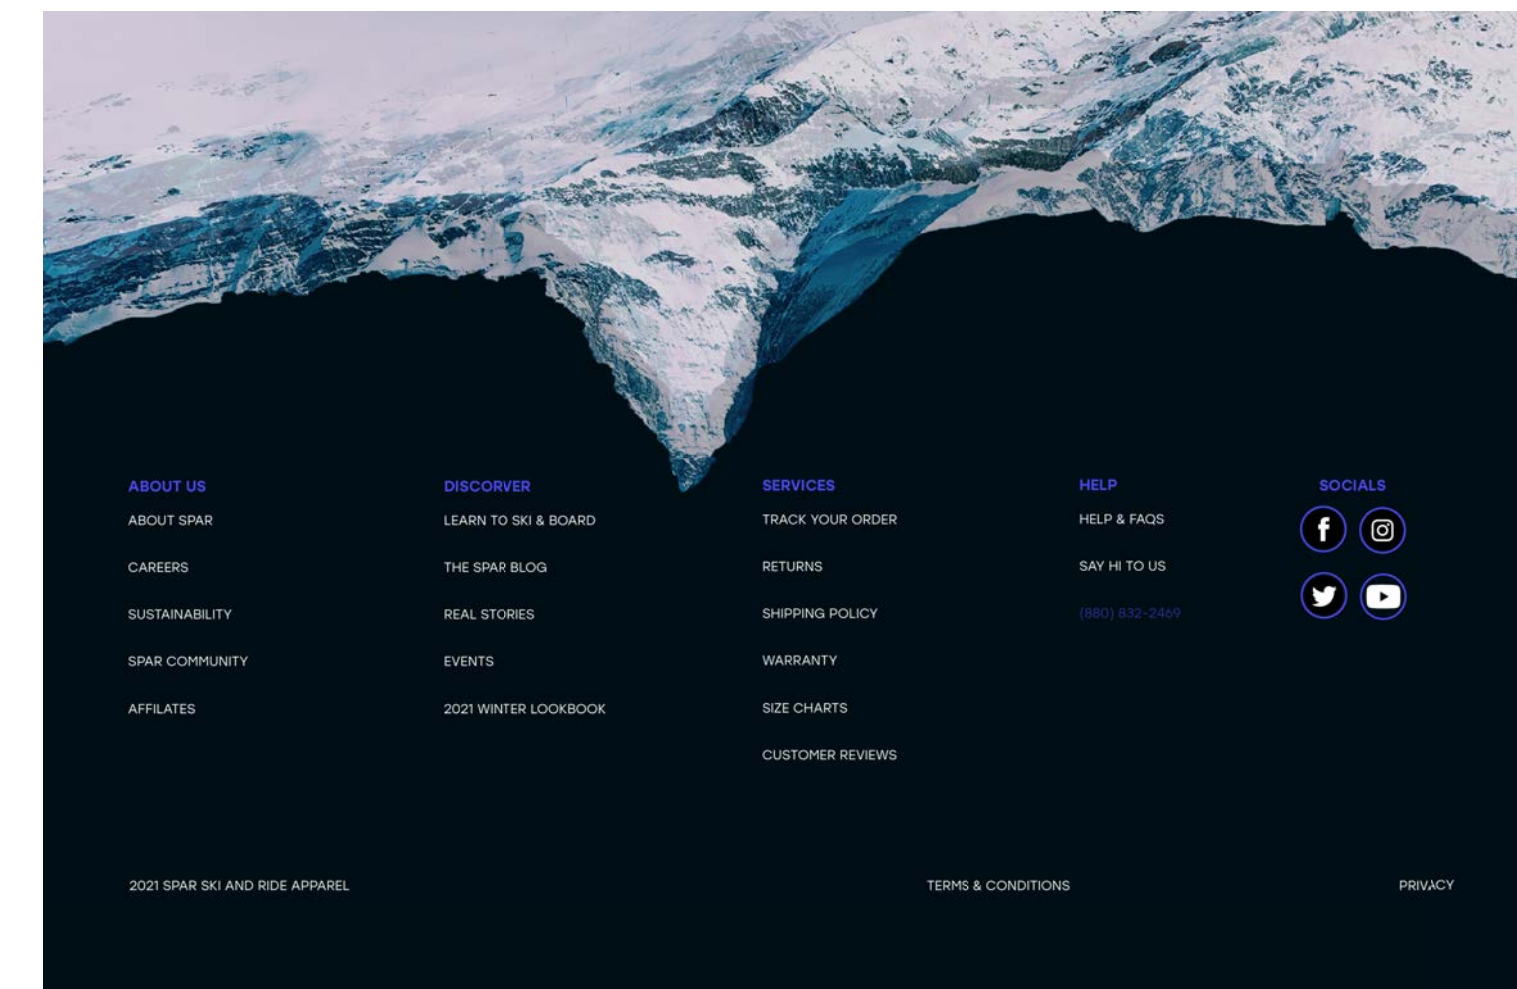 ABOUT US
ABOUT SPAR
CAREERS
SUSTAINABILITY
SPAR COMMUNITY
AFFILATES
DISCORVER
LEARN TO SKI & BOARD
THE SPAR BLOG
REAL STORIES
EVENTS
2021 WINTER LOOKBOOK
SERVICES
TRACK YOUR ORDER
RETURNS
SHIPPING POLICY
WARRANTY
SIZE CHARTS
CUSTOMER REVIEWS
HELP
HELP & FAQS
SAY HI TO US
(880) 832-2469
SOCIALS
2021 SPAR SKI AND RIDE APPAREL
TERMS & CONDITIONS
PRIVACY